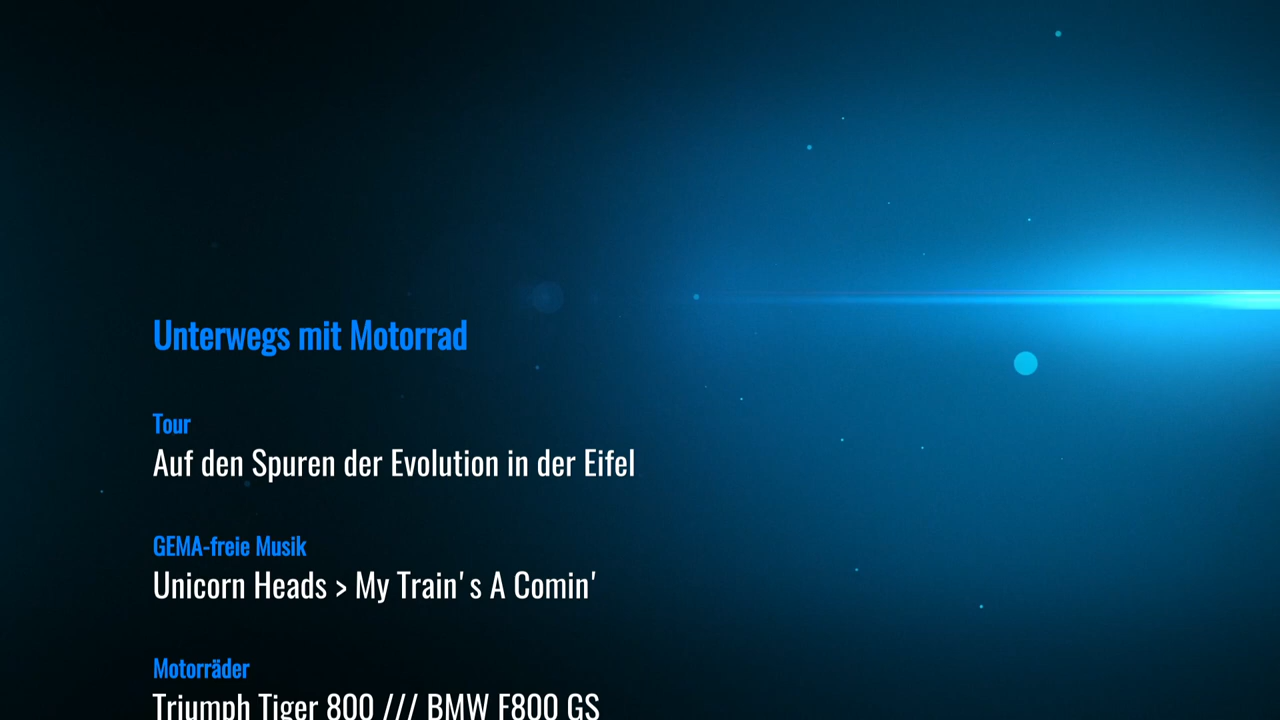 Unterwegs mit Motorrad
Tour
Auf den Spuren der Evolution in der Eifel
GEMA-freie Musik
Unicorn Heads > My Train's A Comin'
Motorräder
Triumph Tiger 800 /// BMW F800 GS